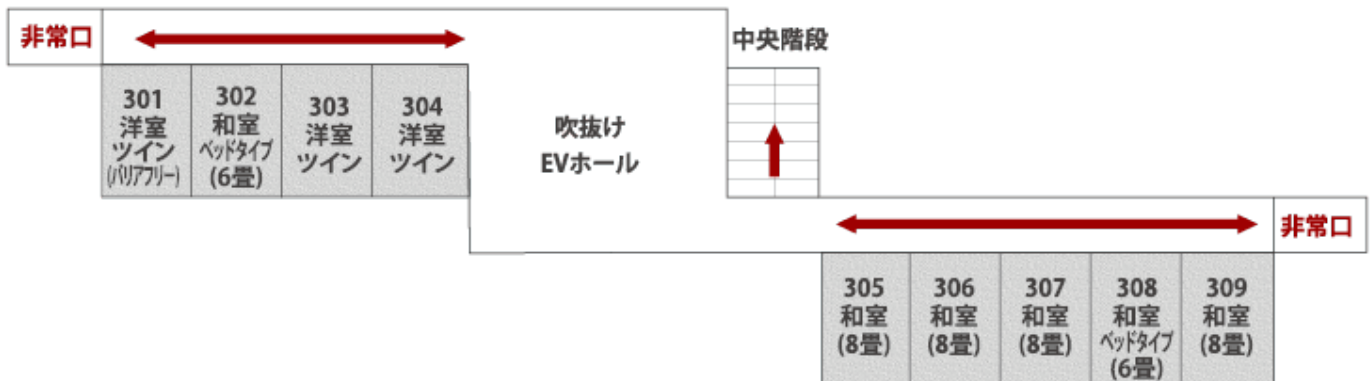 非常口
中央階段
301
洋室
ツイン
(バリアフリー)
302
和室
ベッドタイプ
(6畳)
303
洋室
ツイン
304
洋室
ツイン
吹抜け
EVホール
非常口
305
和室
(8畳)
306
和室
(8畳)
307
和室
(8畳)
308
和室
ベッドタイプ
(6畳)
309
和室
(8畳)